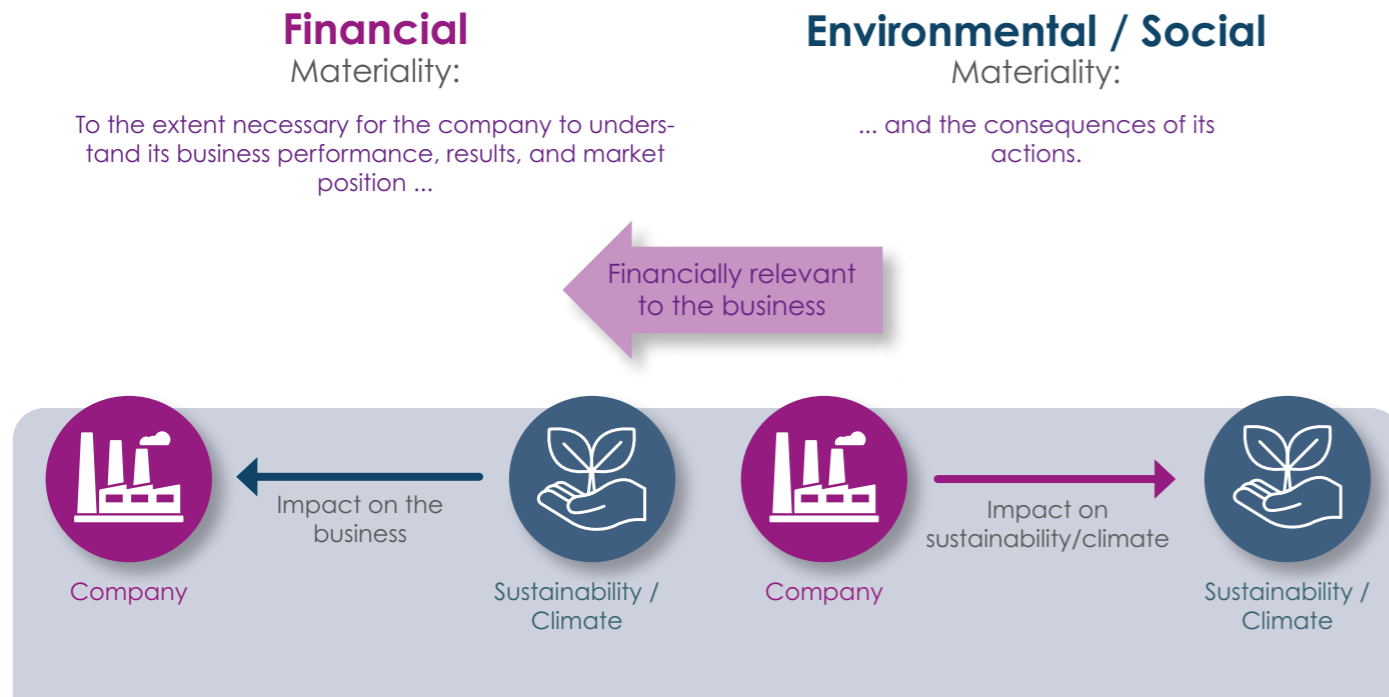 Financial
Materiality:
To the extent necessary for the company to unders-
tand its business performance, results, and market
position ...
Environmental / Social
Materiality:
... and the consequences of its
actions.
Financially relevant
to the business
Impact on the
business
Company
Sustainability /
Climate
Impact on
sustainability/climate
Company
Sustainability /
Climate